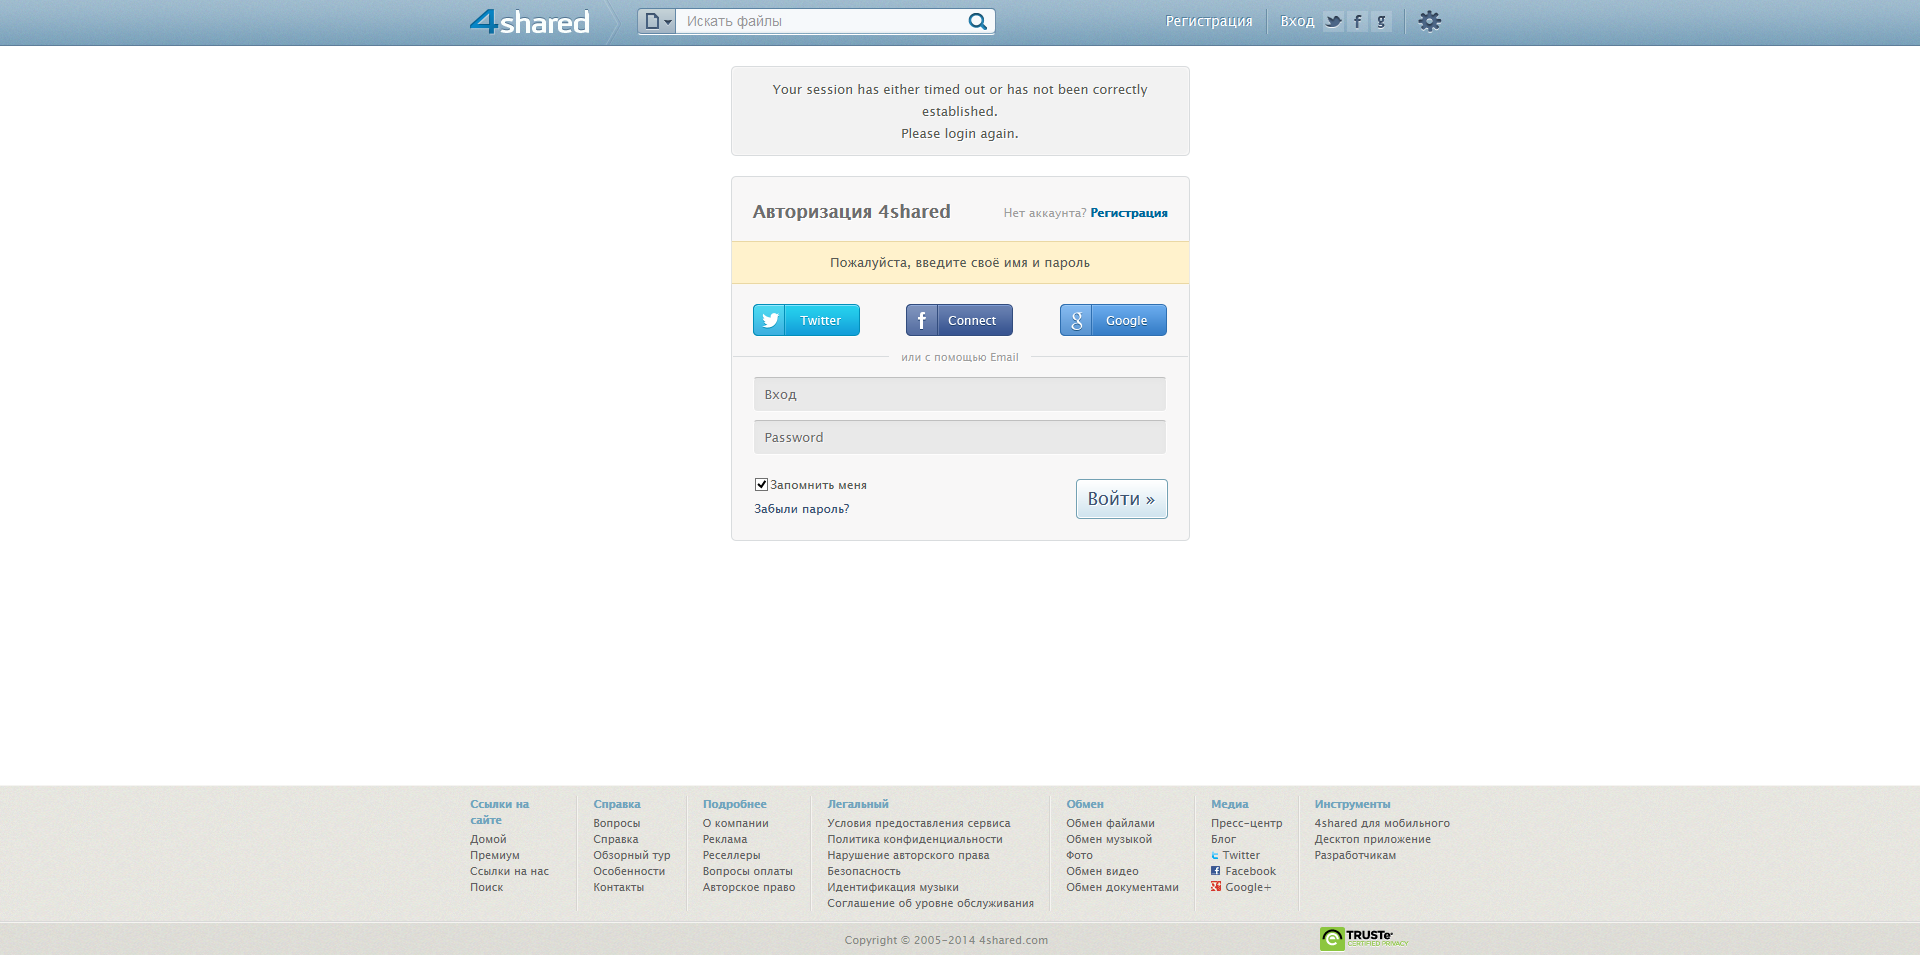 4shared
Искать файлы
Регистрация
Вход
Your session has either timed out or has not been correctly
established.
Please login again.
Авторизация 4shared
Нет аккаунта? Регистрация
Пожалуйста, введите своё имя и пароль
Twitter
Connect
Google
или с помощью Email
Вход
Password
Запомнить меня
Забыли пароль?
Войти »
Ссылки на
сайте
Домой
Премиум
Ссылки на нас
Поиск
Справка
Вопросы
Справка
Обзорный тур
Особенности
Контакты
Подробнее
О компании
Реклама
Реселлеры
Вопросы оплаты
Авторское право
Легальный
Условия предоставления сервиса
Политика конфиденциальности
Нарушение авторского права
Безопасность
Идентификация музыки
Соглашение об уровне обслуживания
Обмен
Обмен файлами
Обмен музыкой
Фото
Обмен видео
Обмен документами
Медиа
Пресс-центр
Блог
Twitter
Facebook
Google+
Инструменты
4shared для мобильного
Десктоп приложение
Разработчикам
Copyright © 2005-2014 4shared.com
TRUSTe
CERTIFIED PRIVACY